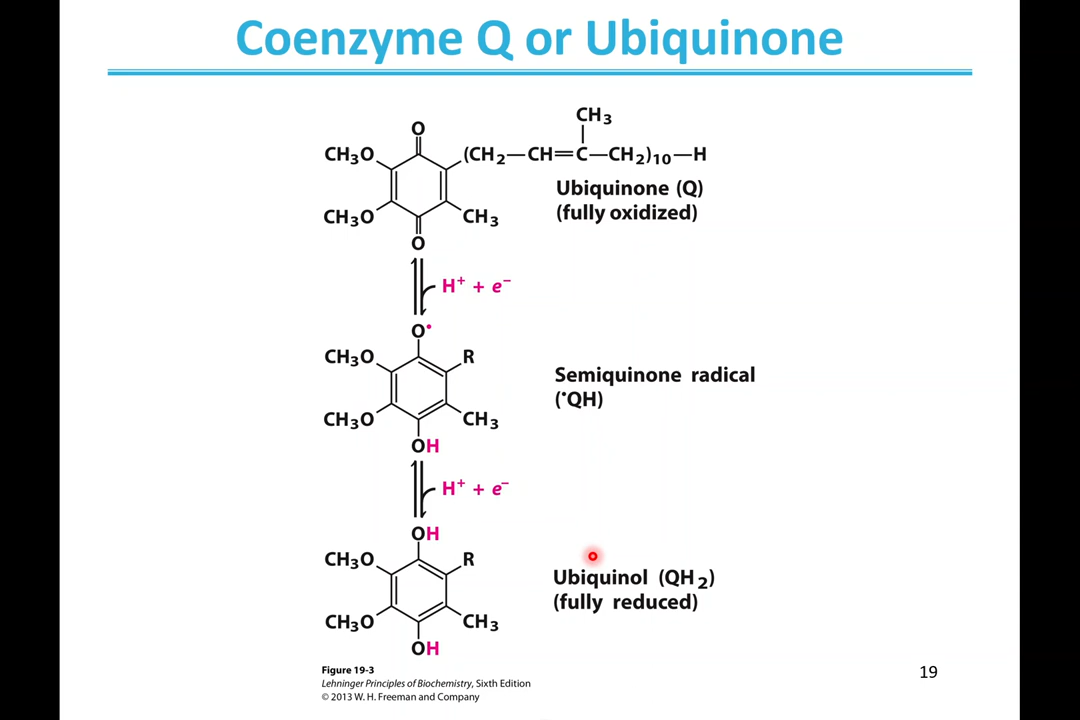 Coenzyme Q or Ubiquinone
CH3
O
CH3O
(CH2—CH=C—CH2)10—H
Ubiquinone (Q)
(fully oxidized)
CH3O
CH3
O
H+ + e−
O•
CH3O
R
Semiquinone radical
(•QH)
CH3O
CH3
OH
H+ + e−
OH
CH3O
R
Ubiquinol (QH2)
(fully reduced)
CH3O
CH3
OH
Figure 19-3
Lehninger Principles of Biochemistry, Sixth Edition
© 2013 W. H. Freeman and Company
19